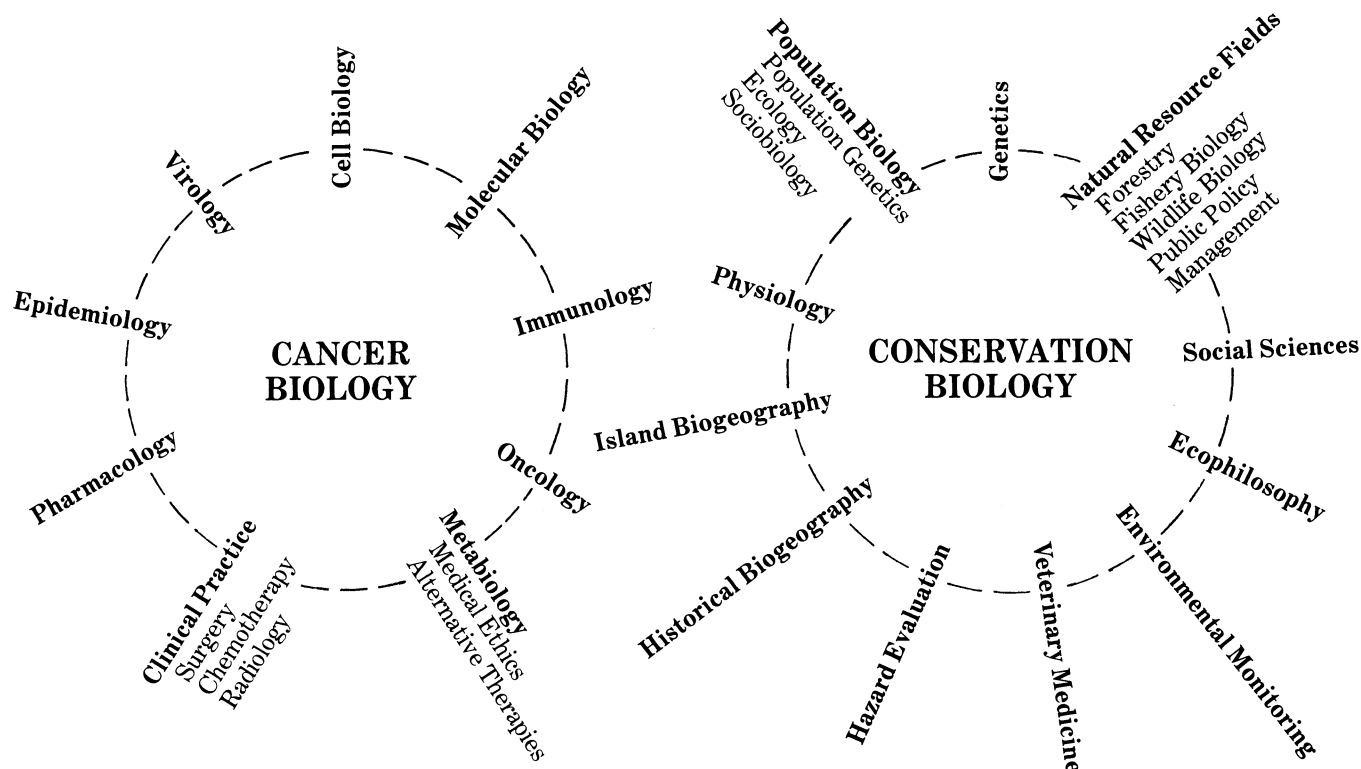 Cell Biology
Molecular Biology
Immunology
Oncology
Metabiology
Medical Ethics
Alternative Therapies
Clinical Practice
Surgery
Chemotherapy
Radiology
Pharmacology
Epidemiology
Virology
CANCER
BIOLOGY
Population Biology
Population Genetics
Ecology
Sociobiology
Genetics
Natural Resource Fields
Forestry
Fishery Biology
Wildlife Biology
Public Policy
Management
Social Sciences
Ecophilosophy
Environmental Monitoring
Veterinary Medicine
Hazard Evaluation
Historical Biogeography
Island Biogeography
Physiology
CONSERVATION
BIOLOGY